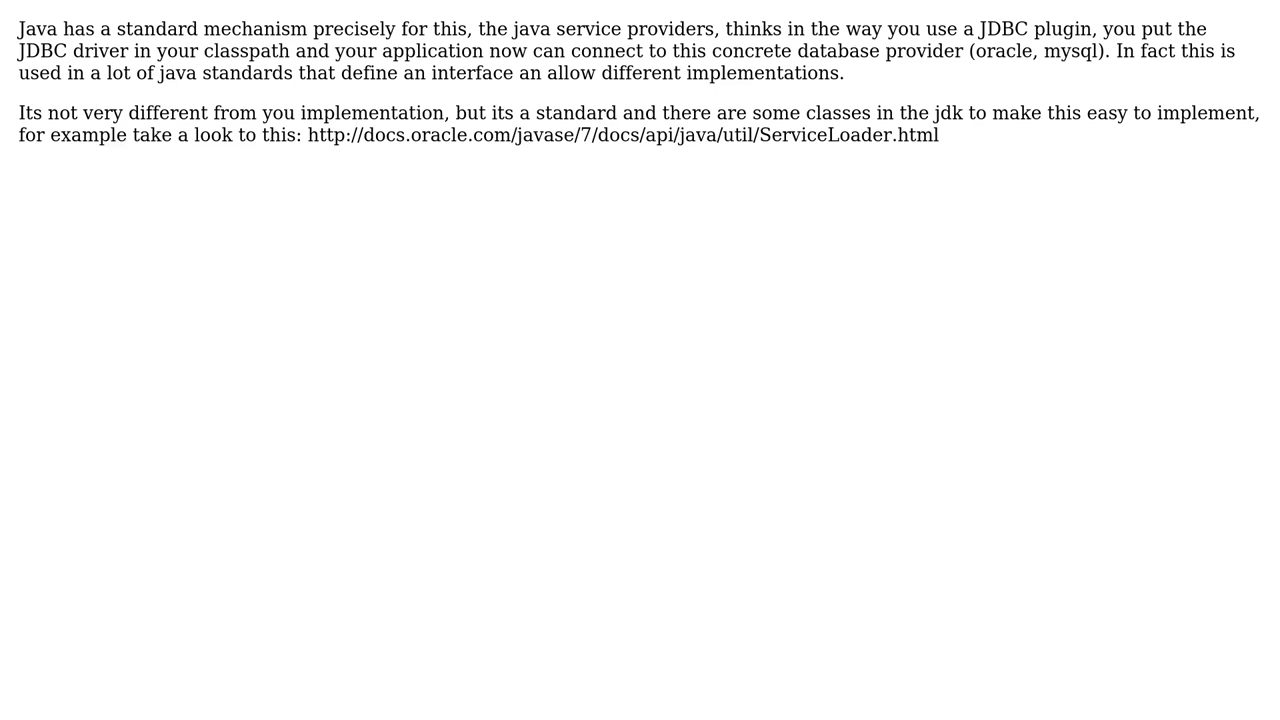 Java has a standard mechanism precisely for this, the java service providers, thinks in the way you use a JDBC plugin, you put the
JDBC driver in your classpath and your application now can connect to this concrete database provider (oracle, mysql). In fact this is
used in a lot of java standards that define an interface an allow different implementations.
Its not very different from you implementation, but its a standard and there are some classes in the jdk to make this easy to implement,
for example take a look to this: http://docs.oracle.com/javase/7/docs/api/java/util/ServiceLoader.html